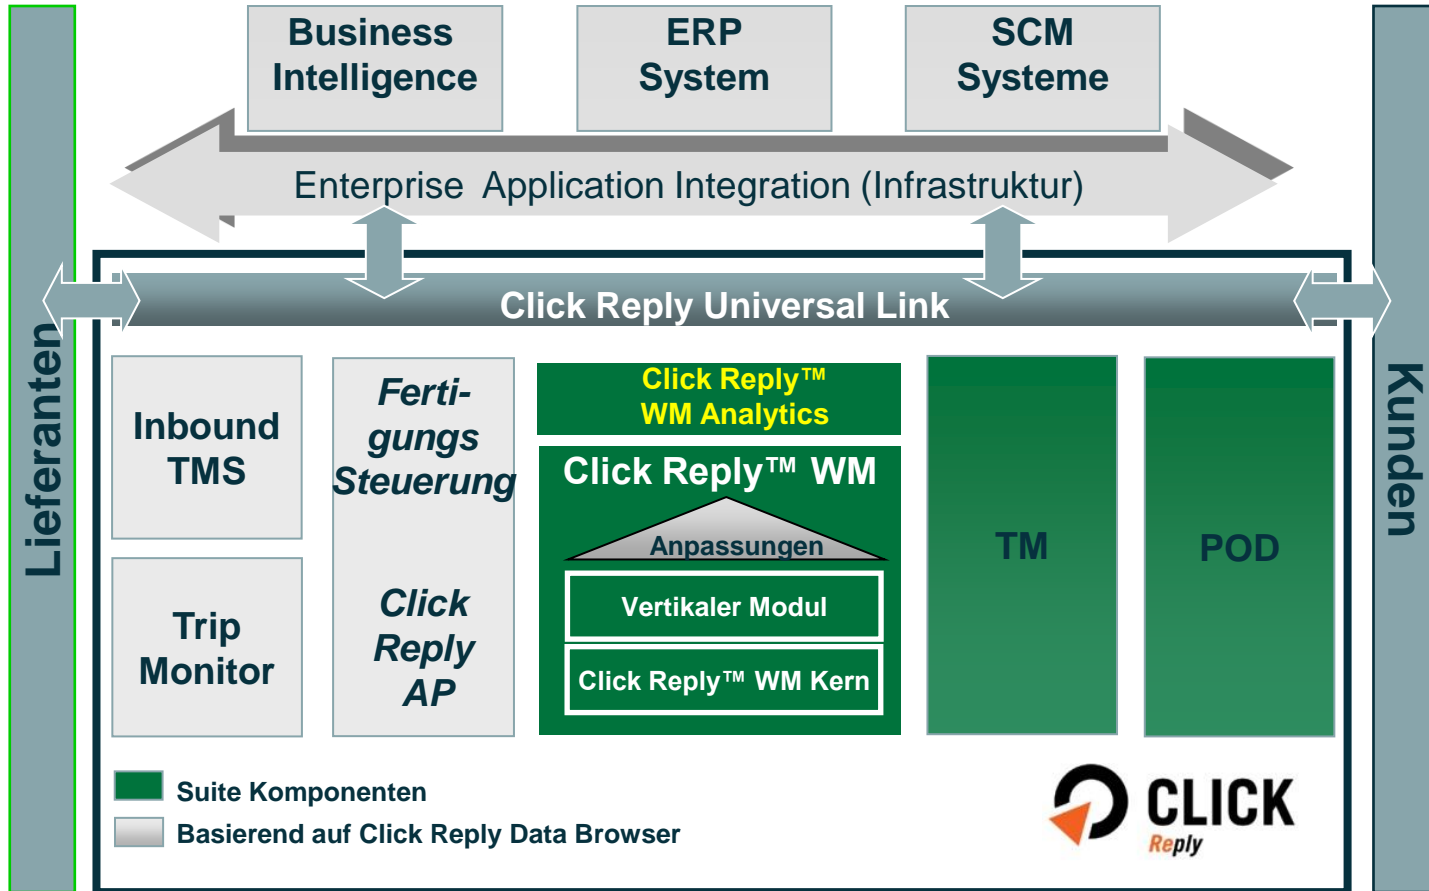 Business
Intelligence
ERP
System
SCM
Systeme
Enterprise  Application Integration (Infrastruktur)
Click Reply Universal Link
Lieferanten
Kunden
Inbound
TMS
Trip
Monitor
Ferti-
gungs
Steuerung
Click
Reply
AP
Click Reply™
WM Analytics
Click Reply™ WM
Anpassungen
Vertikaler Modul
Click Reply™ WM Kern
TM
POD
Suite Komponenten
Basierend auf Click Reply Data Browser
CLICK
Reply